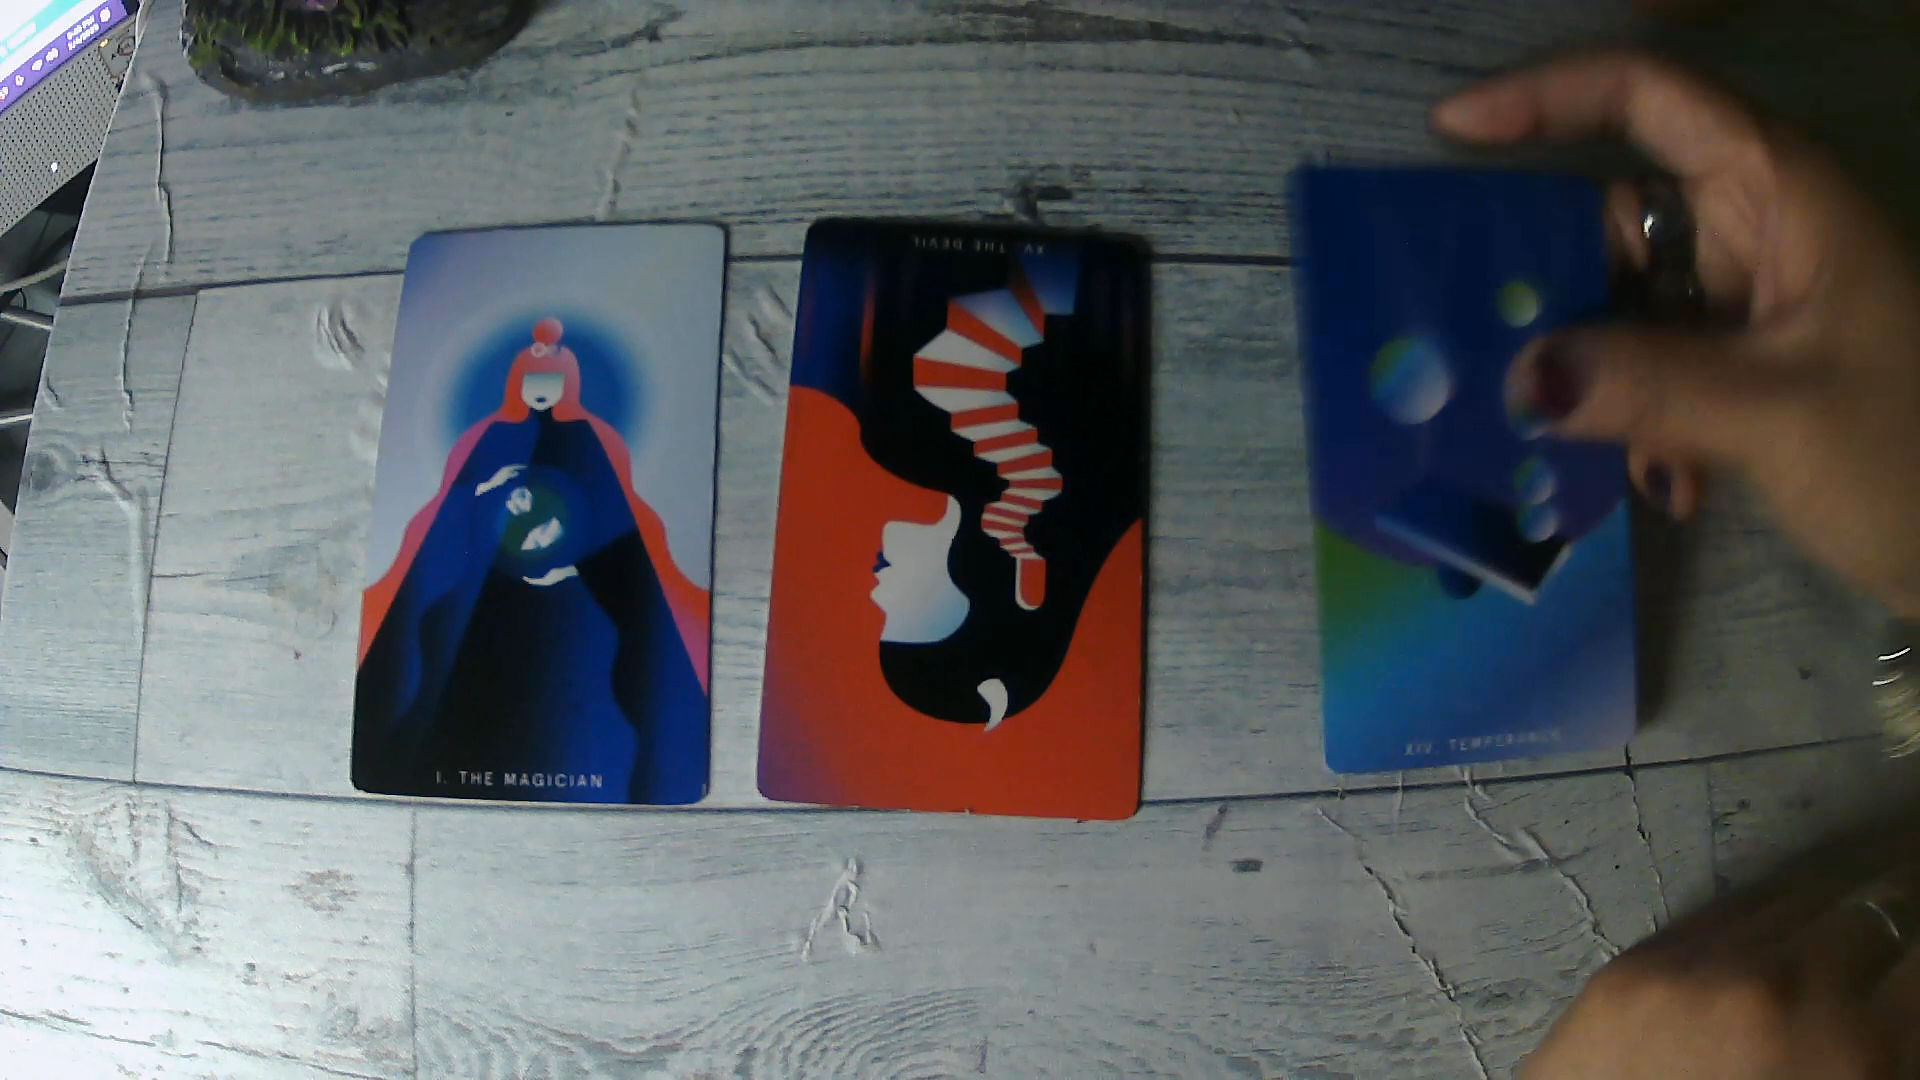 XV. THE DEVIL
I. THE MAGICIAN
XIV. TEMPERANCE